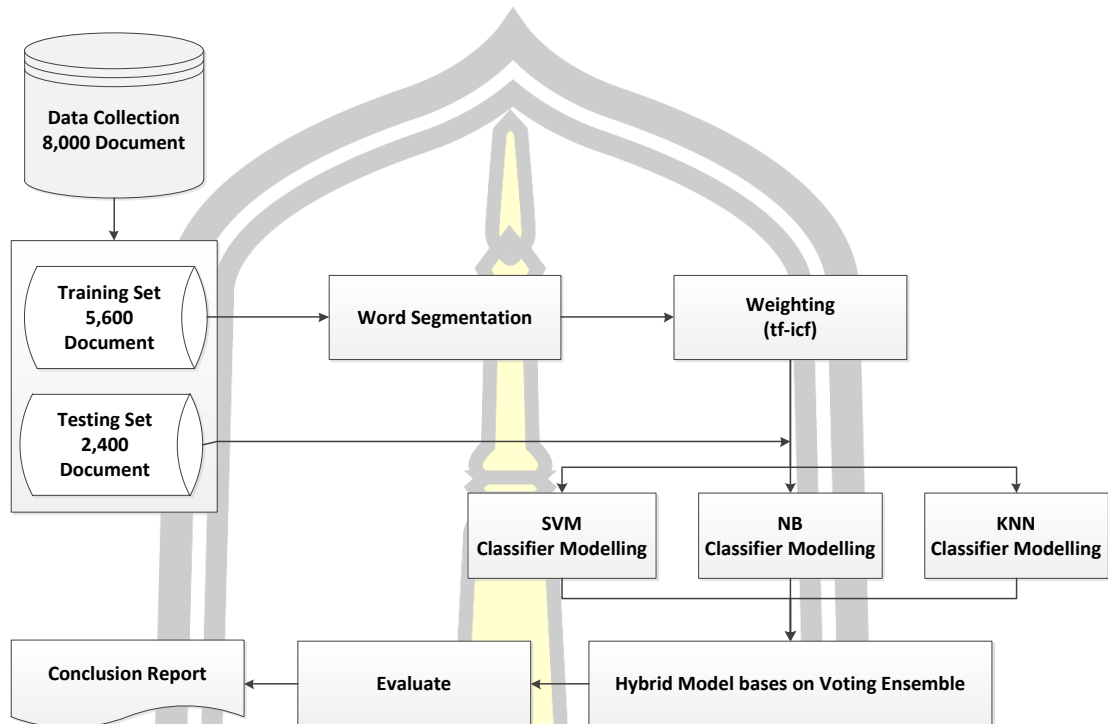 Data Collection
8,000 Document
Training Set
5,600
Document
Word Segmentation
Weighting
(tf-icf)
Testing Set
2,400
Document
SVM
Classifier Modelling
NB
Classifier Modelling
KNN
Classifier Modelling
Conclusion Report
Evaluate
Hybrid Model bases on Voting Ensemble